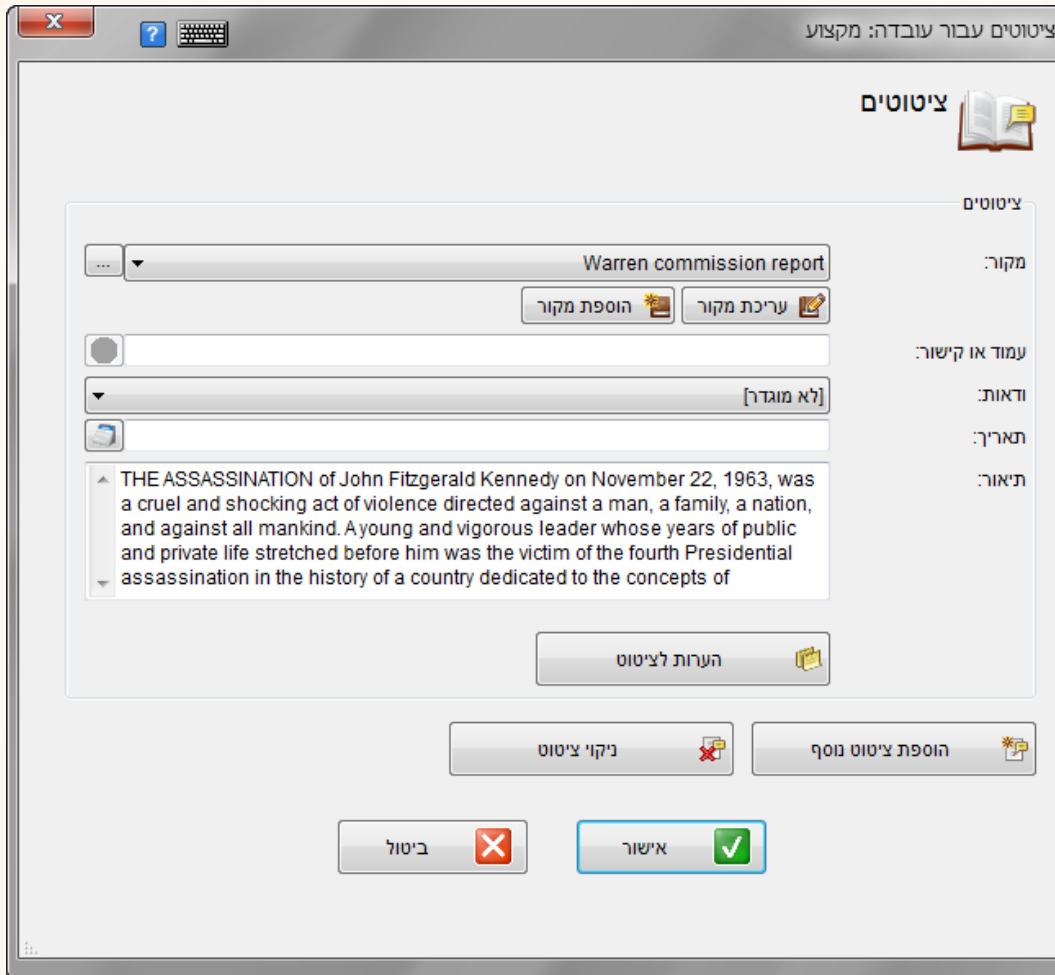 ציטוטים עבור עובדה: מקצוע
ציטוטים
ציטוטים
מקור:
Warren commission report
...
עריכת מקור
הוספת מקור
עמוד או קישור:
ודאות:
[לא מוגדר]
תאריך:
תיאור:
THE ASSASSINATION of John Fitzgerald Kennedy on November 22, 1963, was
a cruel and shocking act of violence directed against a man, a family, a nation,
and against all mankind. A young and vigorous leader whose years of public
and private life stretched before him was the victim of the fourth Presidential
assassination in the history of a country dedicated to the concepts of
הערות לציטוט
הוספת ציטוט נוסף
ניקוי ציטוט
אישור
ביטול